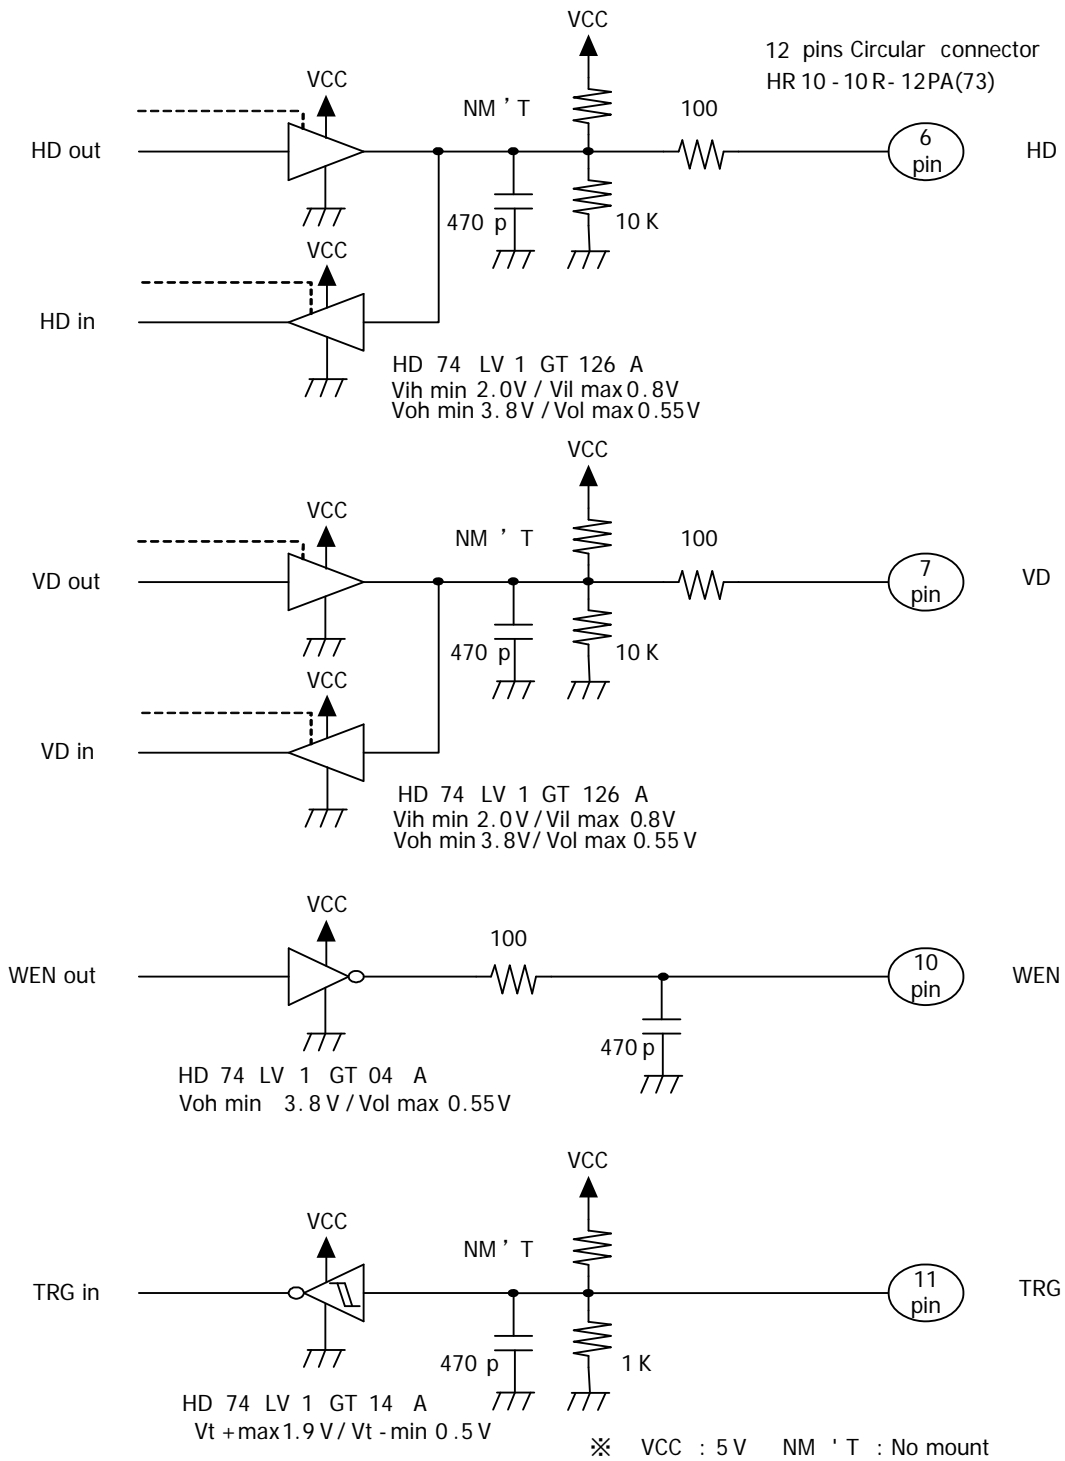 VCC
12 pins Circular connector
HR 10 - 10 R - 12PA(73)
VCC
NM ' T
100
HD out
6
pin
HD
470 p
10 K
VCC
HD in
HD 74 LV 1 GT 126 A
Vih min 2.0V / Vil max 0.8V
Voh min 3.8V / Vol max 0.55V
VCC
VCC
NM ' T
100
VD out
7
pin
VD
470 p
10 K
VCC
VD in
HD 74 LV 1 GT 126 A
Vih min 2.0V / Vil max 0.8V
Voh min 3.8V / Vol max 0.55V
VCC
100
WEN out
10
pin
WEN
470 p
HD 74 LV 1 GT 04 A
Voh min 3.8V / Vol max 0.55V
VCC
VCC
NM ' T
TRG in
11
pin
TRG
470 p
1 K
HD 74 LV 1 GT 14 A
Vt + max 1.9V / Vt - min 0.5V
※ VCC : 5V NM ' T : No mount